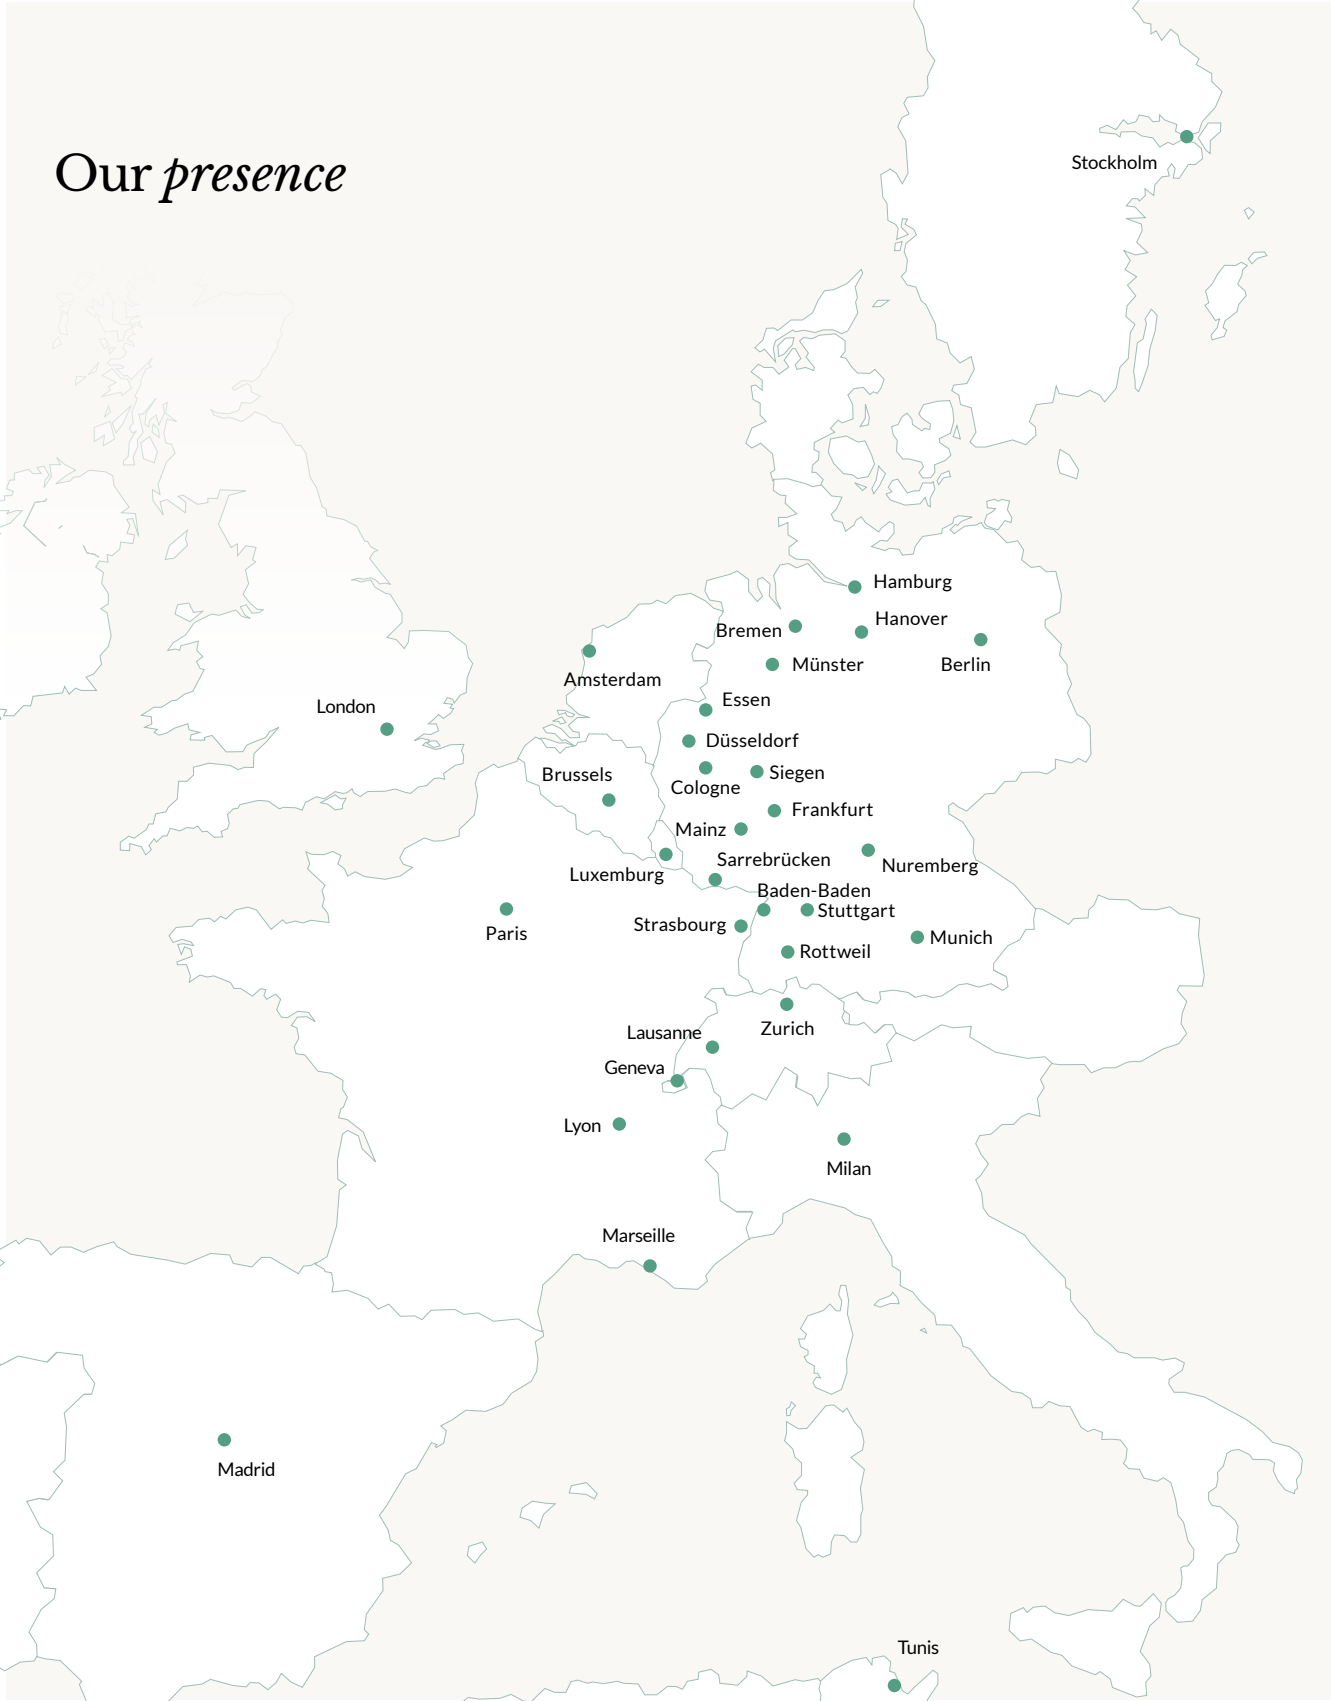 Our presence
Stockholm
Hamburg
Hanover
Bremen
Berlin
Münster
Amsterdam
Essen
London
Düsseldorf
Siegen
Brussels
Cologne
Frankfurt
Mainz
Sarrebrücken
Nuremberg
Luxemburg
Baden-Baden
Stuttgart
Strasbourg
Paris
Munich
Rottweil
Zurich
Lausanne
Geneva
Lyon
Milan
Marseille
Madrid
Tunis